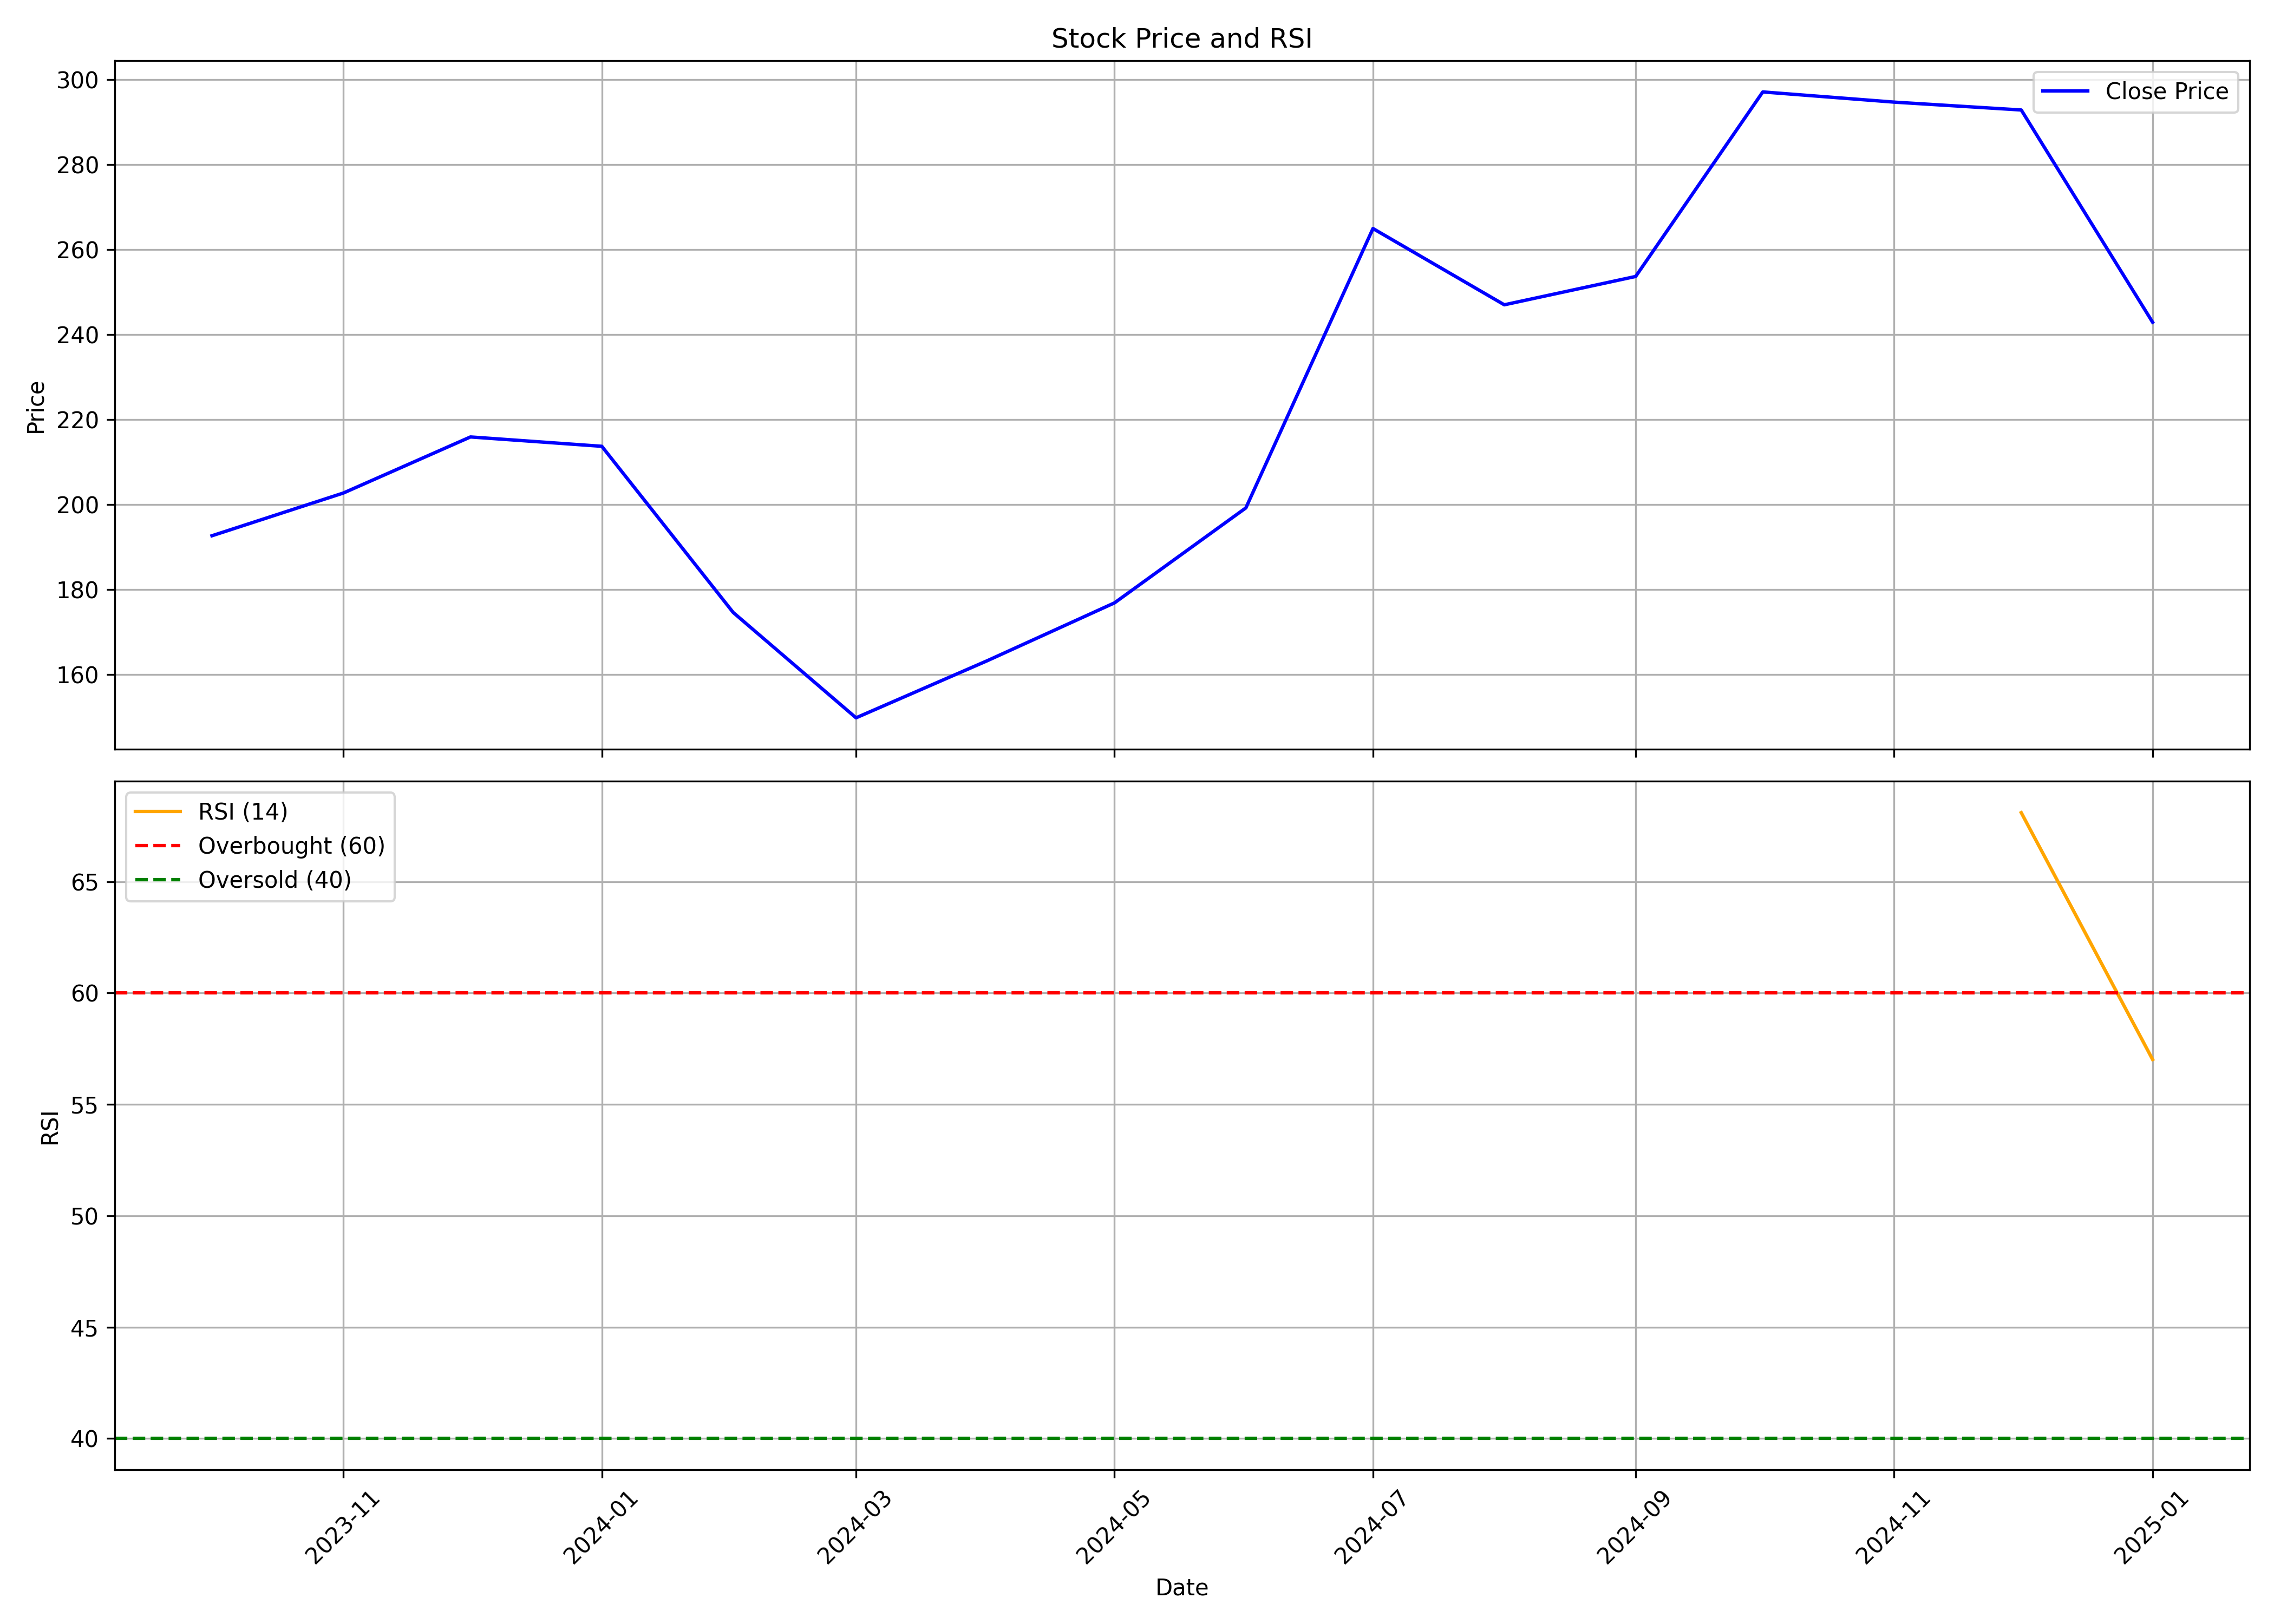 Stock Price and RSI
300
280
260
240
220
200
180
160
Price
Close Price
RSI (14)
Overbought (60)
Oversold (40)
65
60
55
50
45
40
RSI
2023-11
2024-01
2024-03
2024-05
2024-07
2024-09
2024-11
2025-01
Date